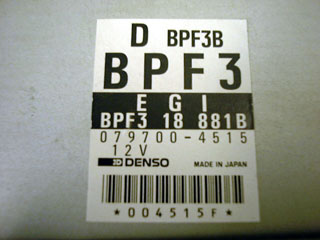 D BPF3B
BPF3
EGI
BPF3 18 881B
079700-4515
12V
DENSO MADE IN JAPAN
*004515F*